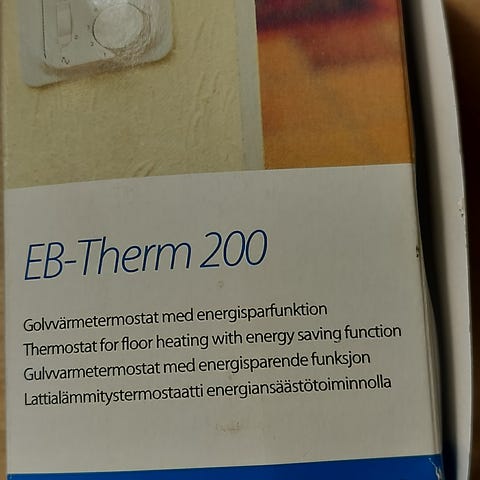 EB-Therm 200
Golvvärmetermostat med energisparfunktion
Thermostat for floor heating with energy saving function
Gulvvarmetermostat med energisparende funksjon
Lattialämmitystermostaatti energiansäästötoiminnolla